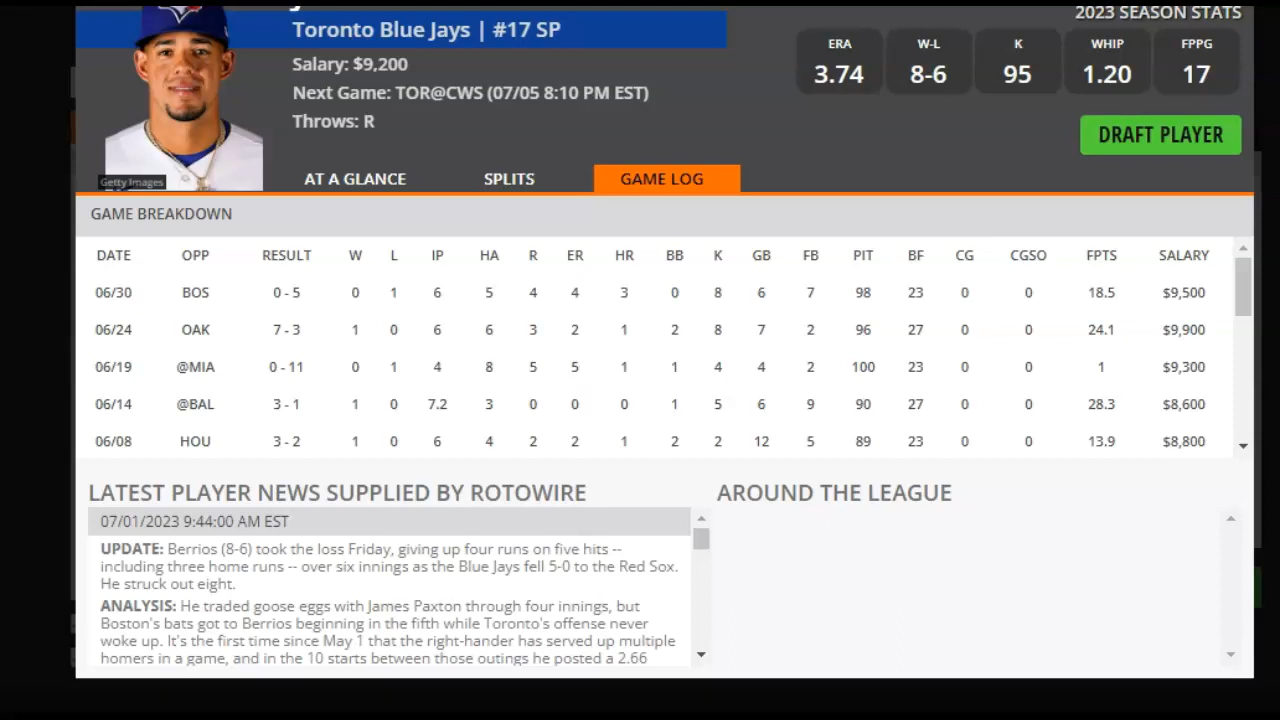 Toronto Blue Jays | #17 SP
Salary: $9,200
Next Game: TOR@CWS (07/05 8:10 PM EST)
Throws: R
2023 SEASON STATS
ERA W-L K WHIP FPPG
3.74 8-6 95 1.20 17
DRAFT PLAYER
Getty Images
AT A GLANCE SPLITS GAME LOG
GAME BREAKDOWN
DATE OPP RESULT W L IP HA R ER HR BB K GB FB PIT BF CG CGSO FPTS SALARY
06/30 BOS 0 - 5 0 1 6 5 4 4 3 0 8 6 7 98 23 0 0 18.5 $9,500
06/24 OAK 7 - 3 1 0 6 6 3 2 1 2 8 7 2 96 27 0 0 24.1 $9,900
06/19 @MIA 0 - 11 0 1 4 8 5 5 1 1 4 4 2 100 23 0 0 1 $9,300
06/14 @BAL 3 - 1 1 0 7.2 3 0 0 0 1 5 6 9 90 27 0 0 28.3 $8,600
06/08 HOU 3 - 2 1 0 6 4 2 2 1 2 2 12 5 89 23 0 0 13.9 $8,800
LATEST PLAYER NEWS SUPPLIED BY ROTOWIRE
07/01/2023 9:44:00 AM EST
UPDATE: Berrios (8-6) took the loss Friday, giving up four runs on five hits --
including three home runs -- over six innings as the Blue Jays fell 5-0 to the Red Sox.
He struck out eight.
ANALYSIS: He traded goose eggs with James Paxton through four innings, but
Boston's bats got to Berrios beginning in the fifth while Toronto's offense never
woke up. It's the first time since May 1 that the right-hander has served up multiple
homers in a game, and in the 10 starts between those outings he posted a 2.66
AROUND THE LEAGUE